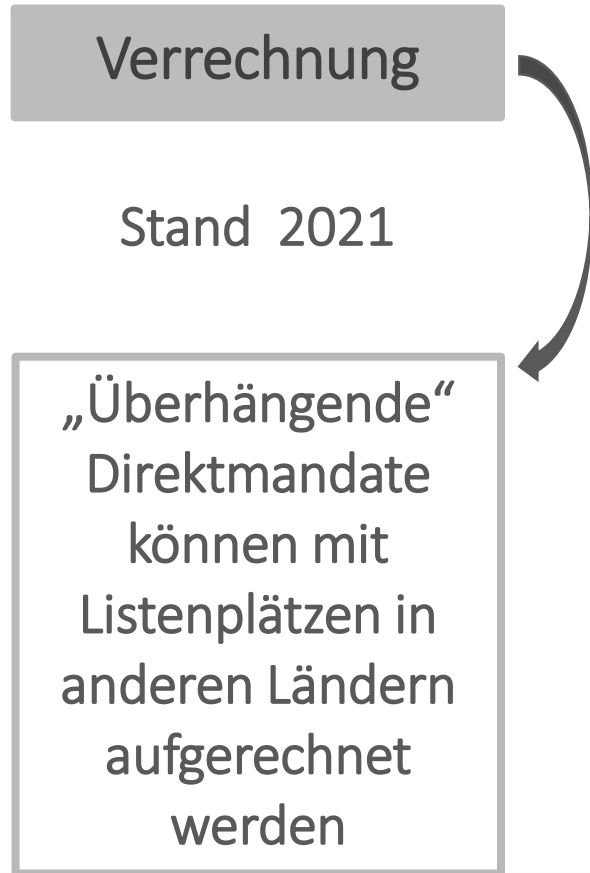 Verrechnung
Stand 2021
„Überhängende“
Direktmandate
können mit
Listenplätzen in
anderen Ländern
aufgerechnet
werden